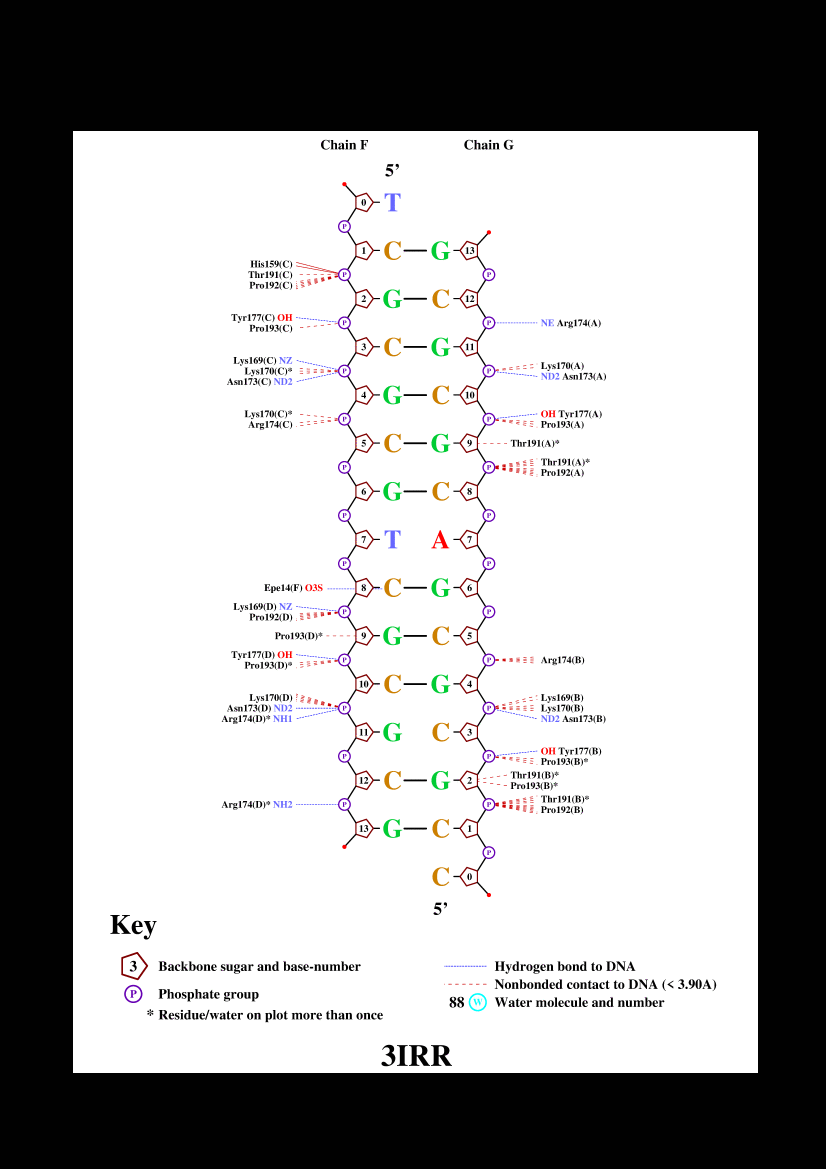 Chain F Chain G
5’
0 T
P
1 C G 13
His159(C)
Thr191(C) P P
Pro192(C)
2 G C 12
Tyr177(C) OH P P NE Arg174(A)
Pro193(C)
3 C G 11
Lys169(C) NZ Lys170(A)
Lys170(C)* P P
Asn173(C) ND2 ND2 Asn173(A)
4 G C 10
Lys170(C)* P P OH Tyr177(A)
Arg174(C) Pro193(A)
5 C G 9 Thr191(A)*
P P Thr191(A)*
Pro192(A)
6 G C 8
P P
7 T A 7
P P
Epe14(F) O3S 8 C G 6
Lys169(D) NZ P P
Pro192(D)
Pro193(D)* 9 G C 5
Tyr177(D) OH P P Arg174(B)
Pro193(D)*
10 C G 4
Lys170(D) Lys169(B)
Asn173(D) ND2 P P Lys170(B)
Arg174(D)* NH1 ND2 Asn173(B)
11 G C 3
P P OH Tyr177(B)
Pro193(B)*
12 C G 2 Thr191(B)*
Pro193(B)*
Arg174(D)* NH2 P P Thr191(B)*
Pro192(B)
13 G C 1
P
C 0
5’
Key
3 Backbone sugar and base-number Hydrogen bond to DNA
Nonbonded contact to DNA (< 3.90A)
P Phosphate group 88 W Water molecule and number
* Residue/water on plot more than once
3IRR